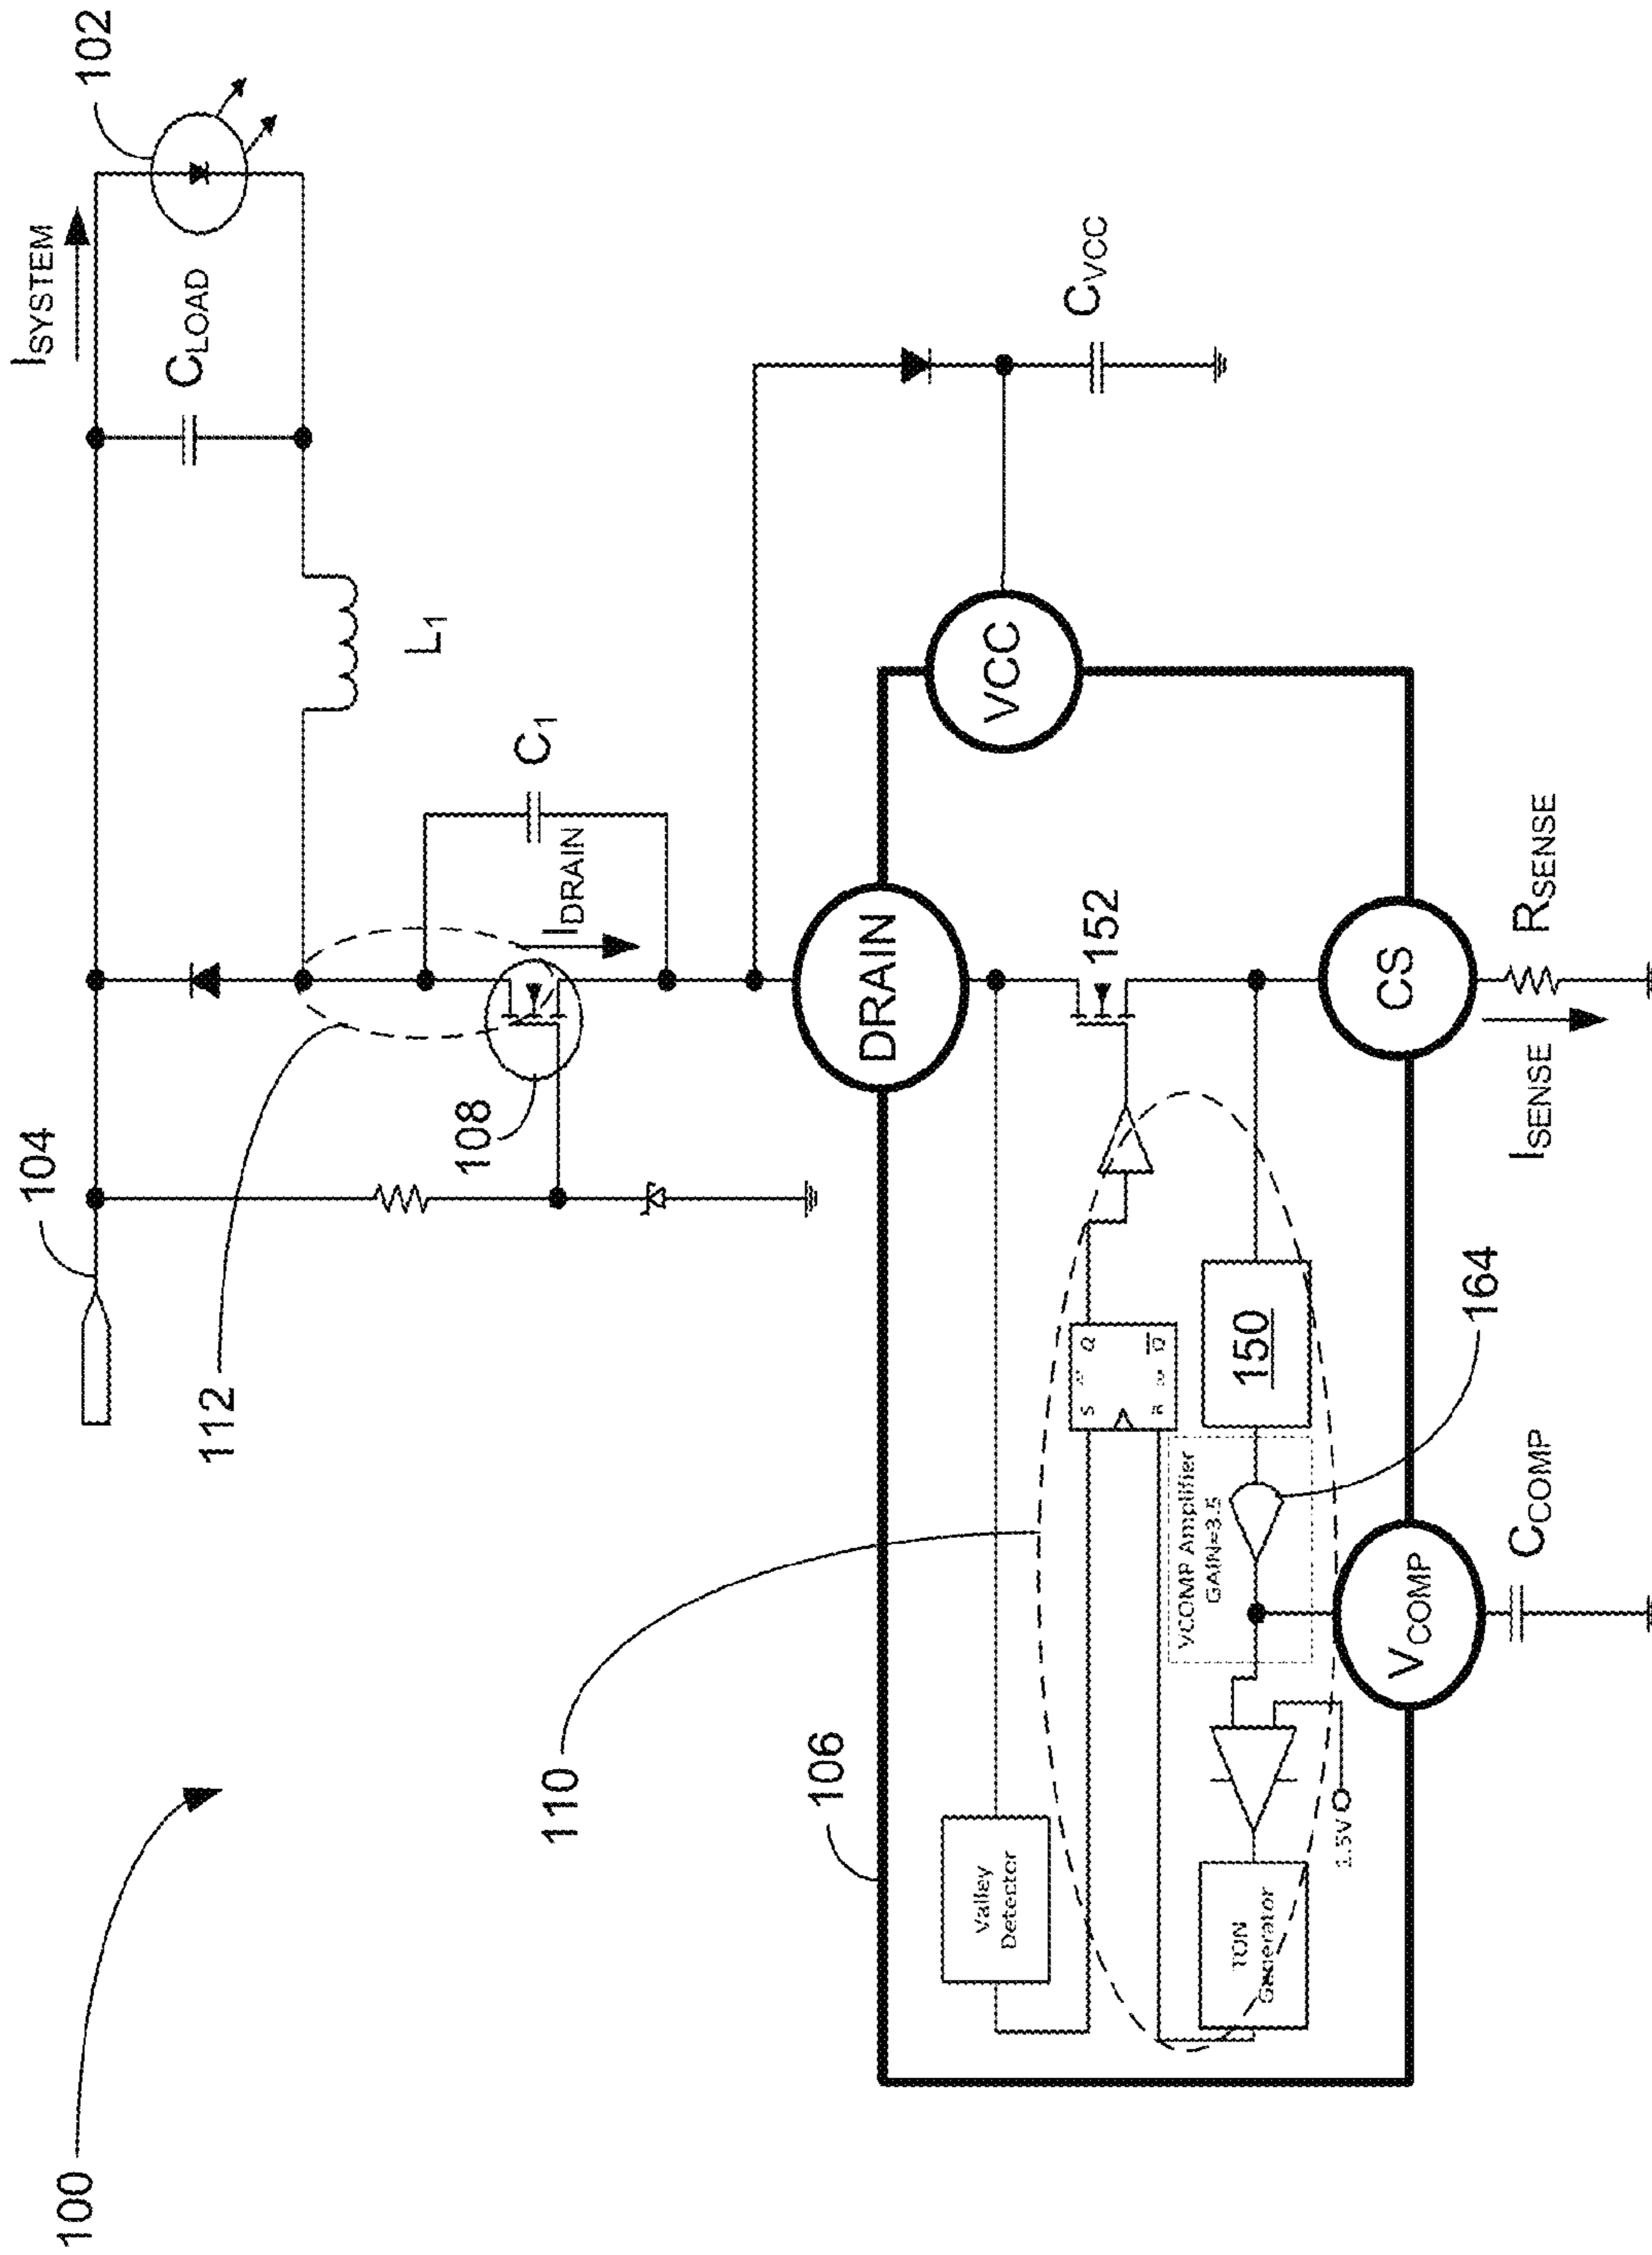 100
104
102
I_SYSTEM
C_LOAD
L₁
112
108
C₁
I_DRAIN
110
106
DRAIN
VCC
C_VCC
Valley
Detector
S
Q
R
Q̅
152
150
164
VCOMP Amplifier
GAIN=3.5
TON
Generator
1.5V
V_COMP
C_COMP
CS
I_SENSE
R_SENSE